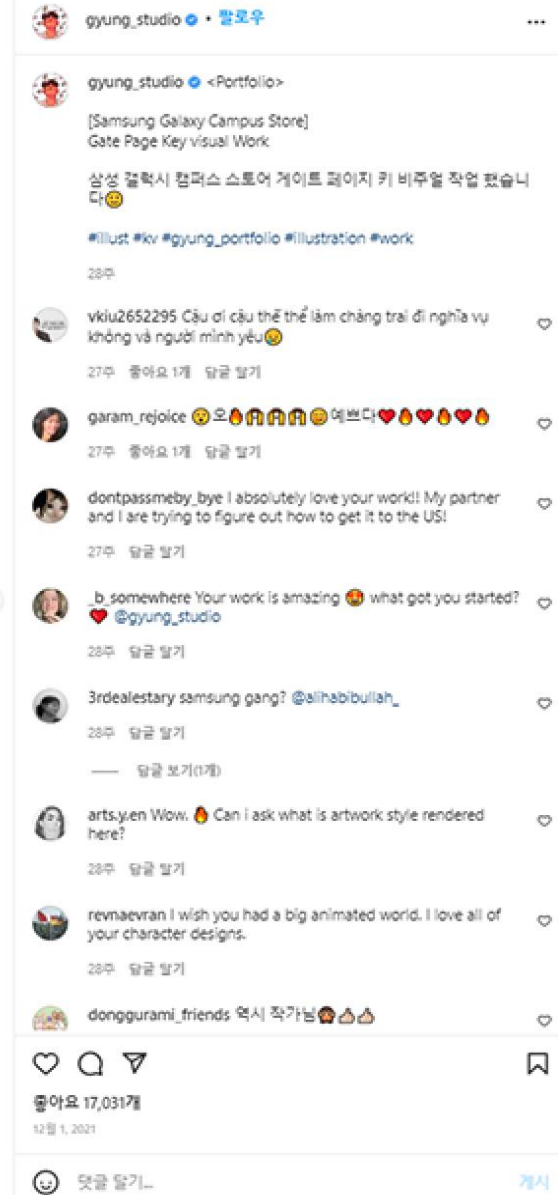 gyung_studio • 팔로우
gyung_studio <Portfolio>
[Samsung Galaxy Campus Store]
Gate Page Key visual Work
삼성 갤럭시 캠퍼스 스토어 게이트 페이지 키 비주얼 작업 했습니
다🙂
#illust #kv #gyung_portfolio #illustration #work
28주
vkiu2652295 Cậu ơi cậu thế thể làm chàng trai đi nghĩa vụ
không và người mình yêu😢
27주 좋아요 1개 답글 달기
garam_rejoice 😮오🔥😊예쁘다❤️🔥❤️🔥❤️🔥
27주 좋아요 1개 답글 달기
dontpassmeby_bye I absolutely love your work!! My partner
and I are trying to figure out how to get it to the US!
27주 답글 달기
_b_somewhere Your work is amazing 🤩 what got you started?
❤️ @gyung_studio
28주 답글 달기
3rdealestary samsung gang? @alihabibullah_
28주 답글 달기
답글 보기(1개)
arts.y.en Wow. 🔥 Can i ask what is artwork style rendered
here?
28주 답글 달기
revnaevran I wish you had a big animated world. I love all of
your character designs.
28주 답글 달기
donggurami_friends 역시 작가님🙈👍🏻👍🏻
좋아요 17,031개
12월 1, 2021
댓글 달기...
게시